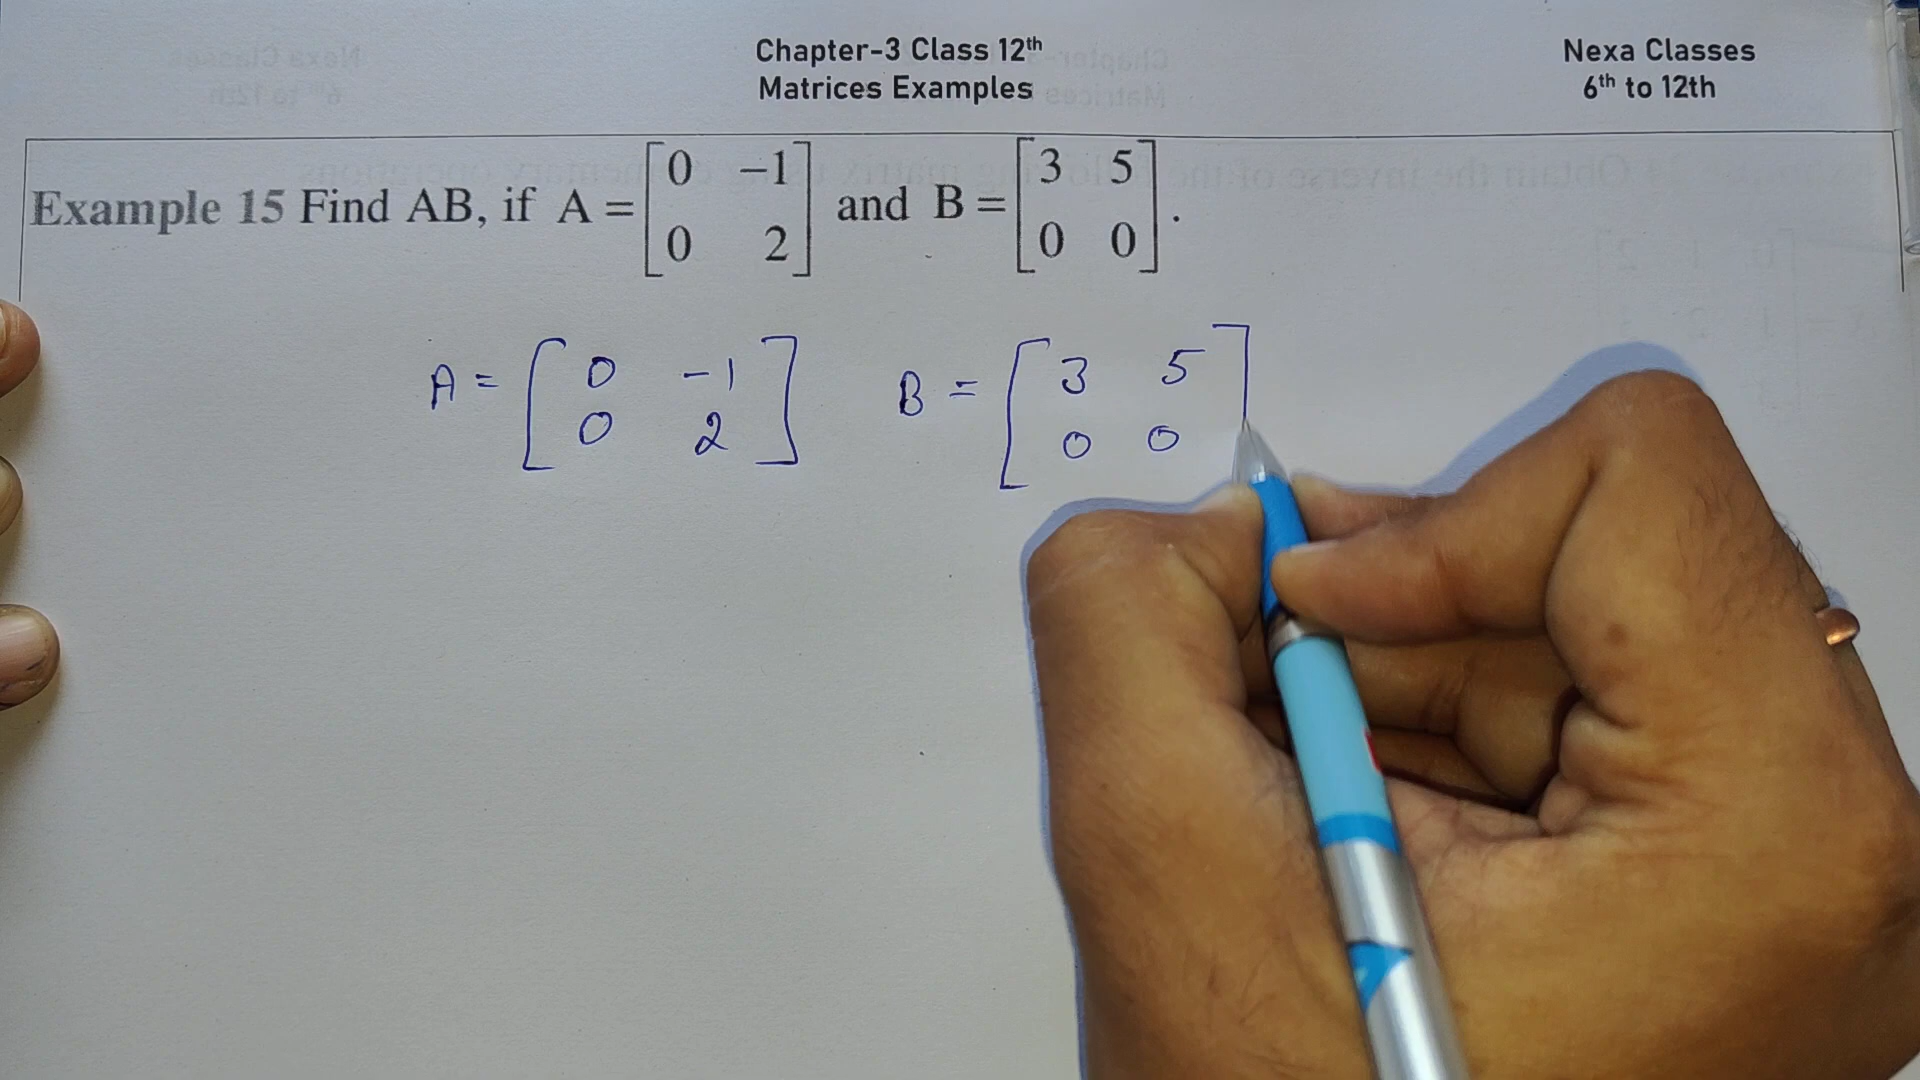 Chapter-3 Class 12th
Matrices Examples
Nexa Classes
6th to 12th
Example 15 Find AB, if A = [0 -1; 0 2] and B = [3 5; 0 0].
A = [0 -1
0 2]
B = [3 5
0 0]